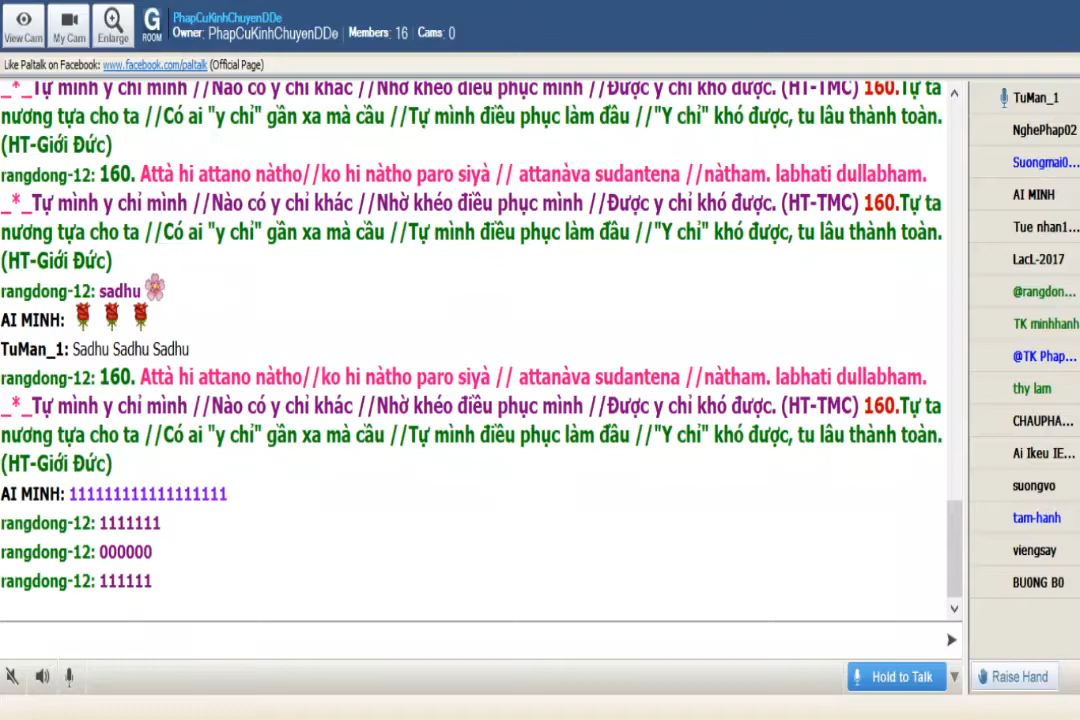 PhapCuKinhChuyenDDe
View Cam My Cam Enlarge G ROOM Owner: PhapCuKinhChuyenDDe Members: 16 Cams: 0
Like Paltalk on Facebook: www.facebook.com/paltalk (Official Page)
_*_Tự mình y chỉ mình //Nào có y chỉ khác //Nhờ khéo điều phục mình //Được y chỉ khó được. (HT-TMC) 160.Tự ta
nương tựa cho ta //Có ai "y chỉ" gần xa mà cầu //Tự mình điều phục làm đầu //"Y chỉ" khó được, tu lâu thành toàn.
(HT-Giới Đức)
rangdong-12: 160. Attà hi attano nàtho//ko hi nàtho paro siyà // attanàva sudantena //nàtham. labhati dullabham.
_*_Tự mình y chỉ mình //Nào có y chỉ khác //Nhờ khéo điều phục mình //Được y chỉ khó được. (HT-TMC) 160.Tự ta
nương tựa cho ta //Có ai "y chỉ" gần xa mà cầu //Tự mình điều phục làm đầu //"Y chỉ" khó được, tu lâu thành toàn.
(HT-Giới Đức)
rangdong-12: sadhu
AI MINH:
TuMan_1: Sadhu Sadhu Sadhu
rangdong-12: 160. Attà hi attano nàtho//ko hi nàtho paro siyà // attanàva sudantena //nàtham. labhati dullabham.
_*_Tự mình y chỉ mình //Nào có y chỉ khác //Nhờ khéo điều phục mình //Được y chỉ khó được. (HT-TMC) 160.Tự ta
nương tựa cho ta //Có ai "y chỉ" gần xa mà cầu //Tự mình điều phục làm đầu //"Y chỉ" khó được, tu lâu thành toàn.
(HT-Giới Đức)
AI MINH: 111111111111111111
rangdong-12: 1111111
rangdong-12: 000000
rangdong-12: 111111
TuMan_1
NghePhap02
Suongmai0...
AI MINH
Tue nhan1...
LacL-2017
@rangdon...
TK minhhanh
@TK Phap...
thy lam
CHAUPHA...
Ai Ikeu IE...
suongvo
tam-hanh
viengsay
BUONG BO
Hold to Talk
Raise Hand